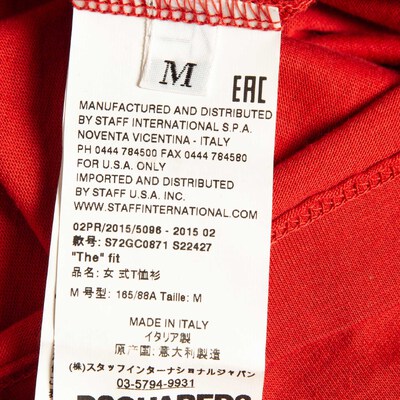 M
EAC
MANUFACTURED AND DISTRIBUTED
BY STAFF INTERNATIONAL S.P.A.
NOVENTA VICENTINA - ITALY
PH 0444 784500 FAX 0444 784580
FOR U.S.A. ONLY
IMPORTED AND DISTRIBUTED
BY STAFF U.S.A. INC.
WWW.STAFFINTERNATIONAL.COM
02PR/2015/5096 - 2015 02
款号: S72GC0871 S22427
"The" fit
品名: 女 式T恤衫
M 号型: 165/88A Taille: M
MADE IN ITALY
イタリア製
原产国: 意大利製造
(株)スタッフインターナショナルジャパン
03-5794-9931
DSQUARED2